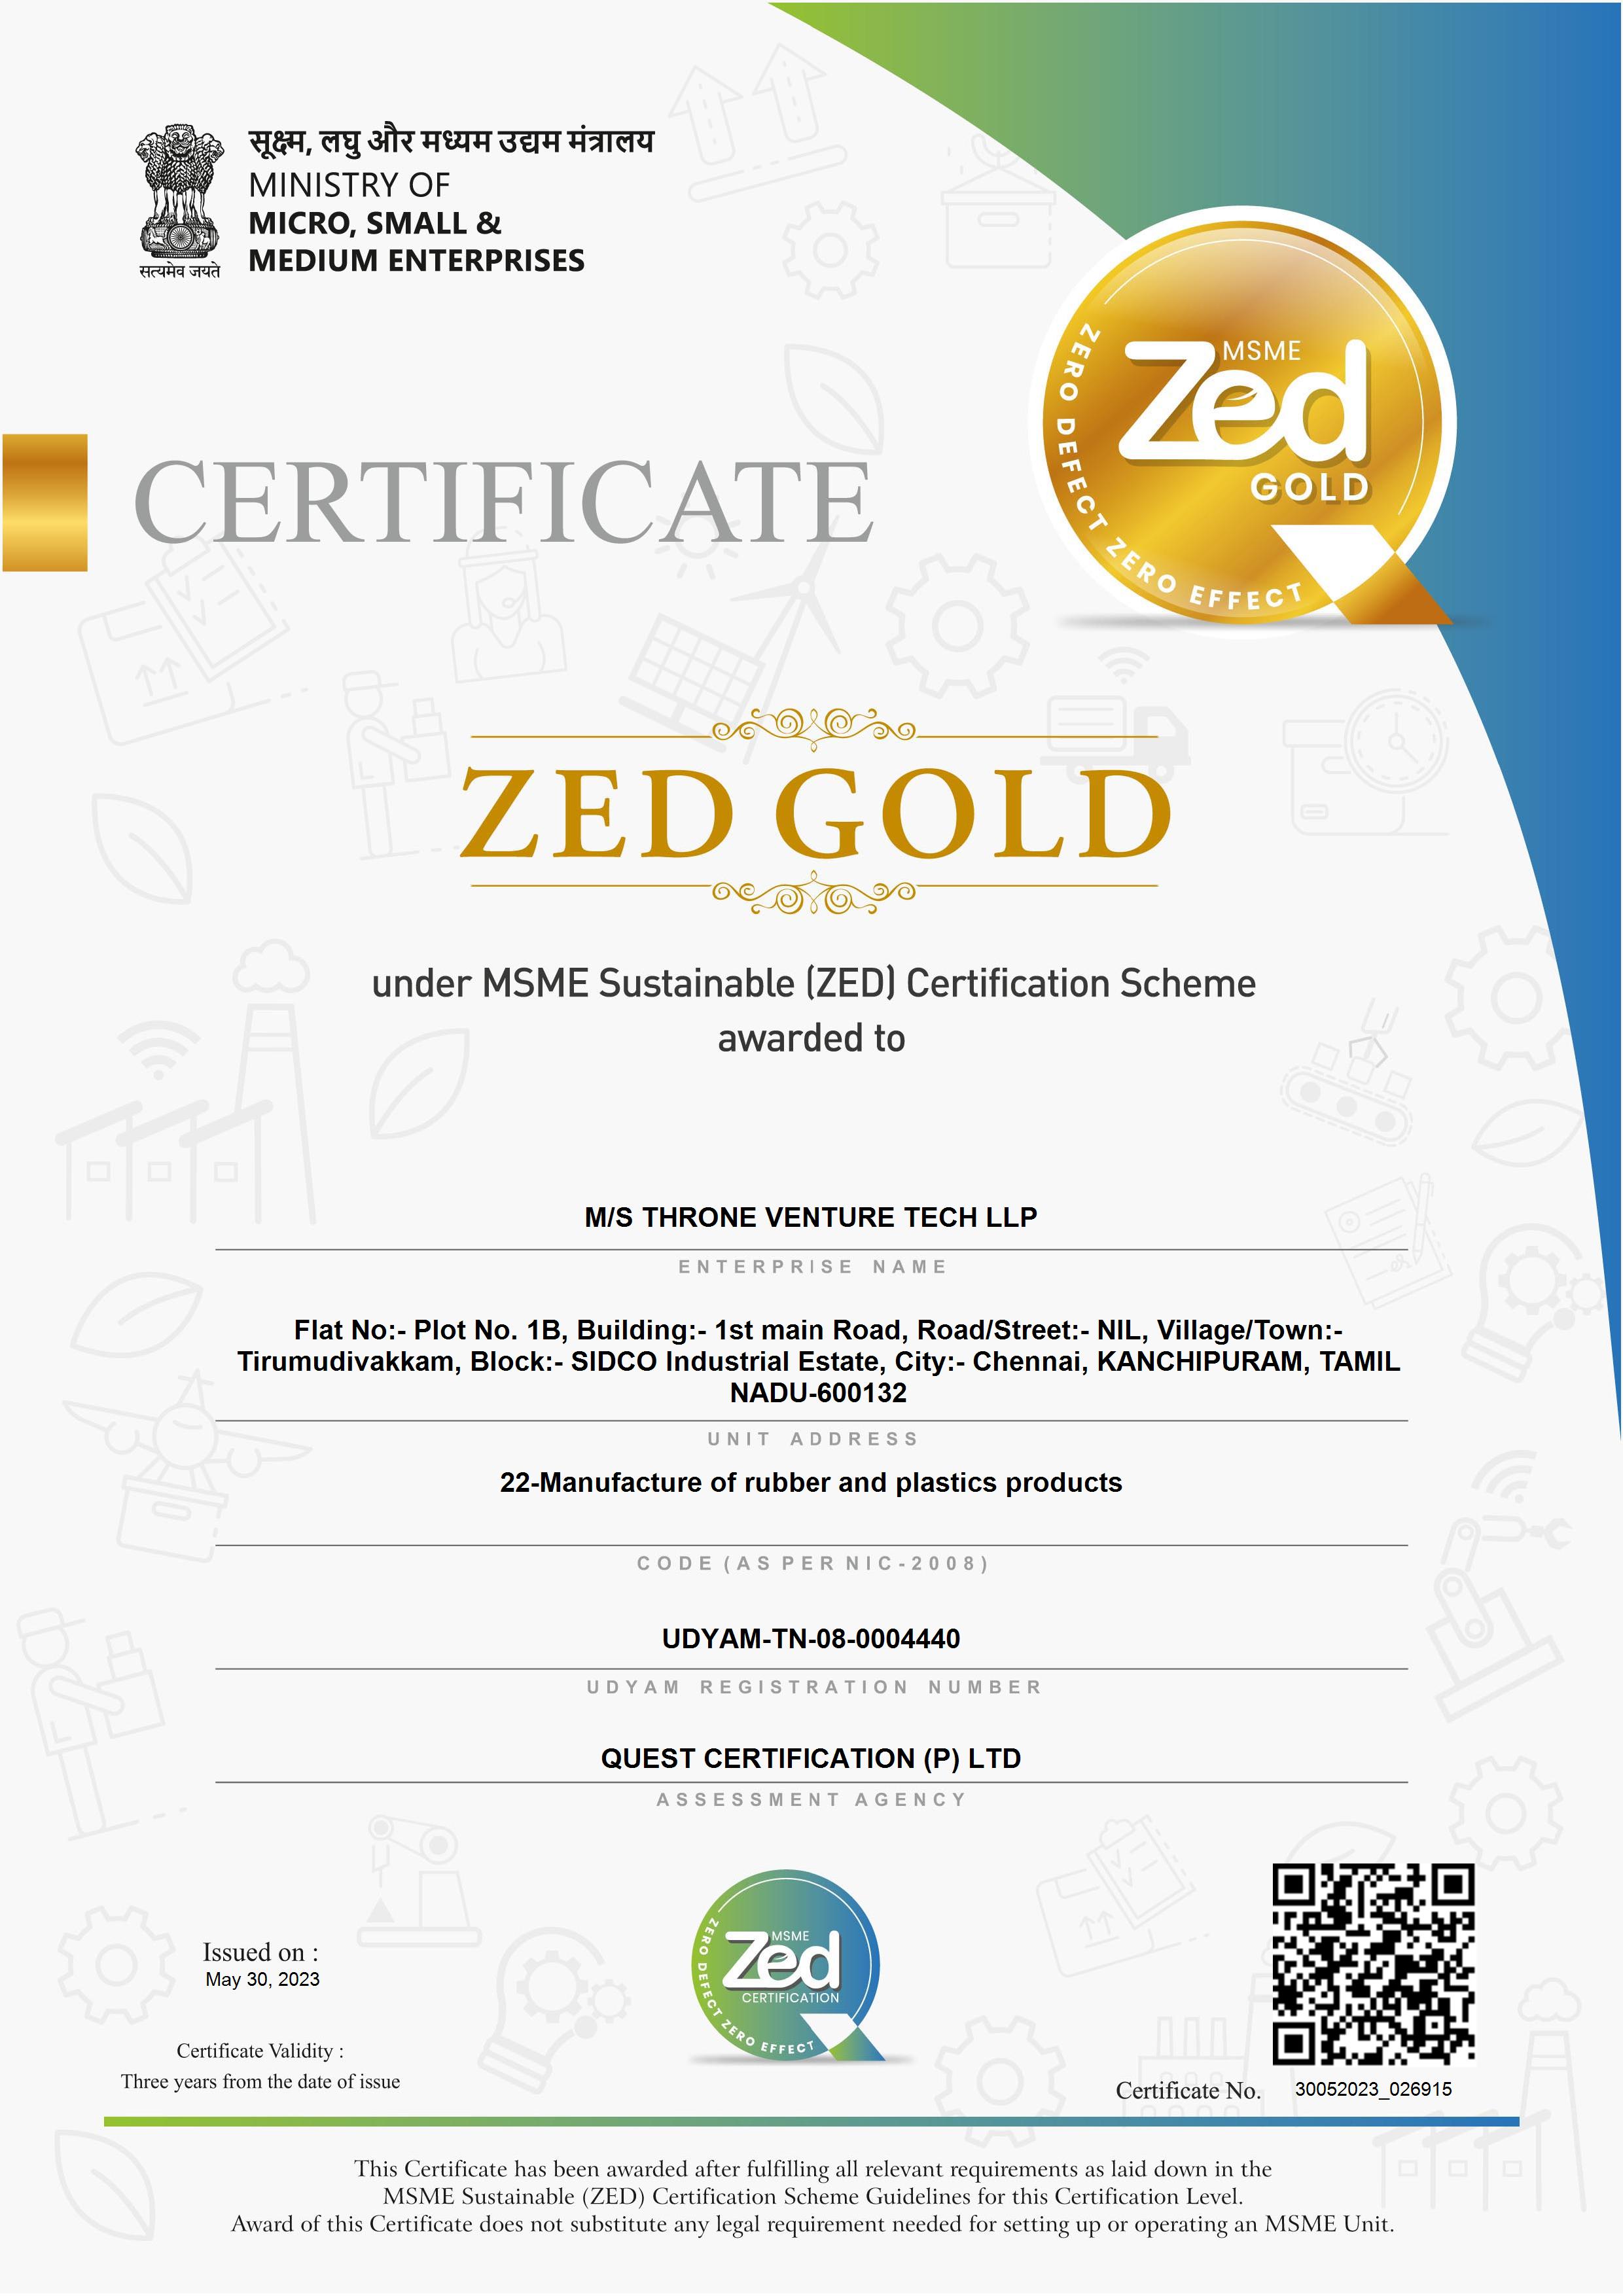 सूक्ष्म, लघु और मध्यम उद्यम मंत्रालय
MINISTRY OF
MICRO, SMALL &
MEDIUM ENTERPRISES
सत्यमेव जयते
MSME
Zed
GOLD
ZERO DEFECT ZERO EFFECT
CERTIFICATE
ZED GOLD
under MSME Sustainable (ZED) Certification Scheme
awarded to
M/S THRONE VENTURE TECH LLP
ENTERPRISE NAME
Flat No:- Plot No. 1B, Building:- 1st main Road, Road/Street:- NIL, Village/Town:-
Tirumudivakkam, Block:- SIDCO Industrial Estate, City:- Chennai, KANCHIPURAM, TAMIL
NADU-600132
UNIT ADDRESS
22-Manufacture of rubber and plastics products
CODE (AS PER NIC-2008)
UDYAM-TN-08-0004440
UDYAM REGISTRATION NUMBER
QUEST CERTIFICATION (P) LTD
ASSESSMENT AGENCY
Issued on :
May 30, 2023
Certificate Validity :
Three years from the date of issue
MSME
Zed
CERTIFICATION
ZERO DEFECT ZERO EFFECT
Certificate No. 30052023_026915
This Certificate has been awarded after fulfilling all relevant requirements as laid down in the
MSME Sustainable (ZED) Certification Scheme Guidelines for this Certification Level.
Award of this Certificate does not substitute any legal requirement needed for setting up or operating an MSME Unit.